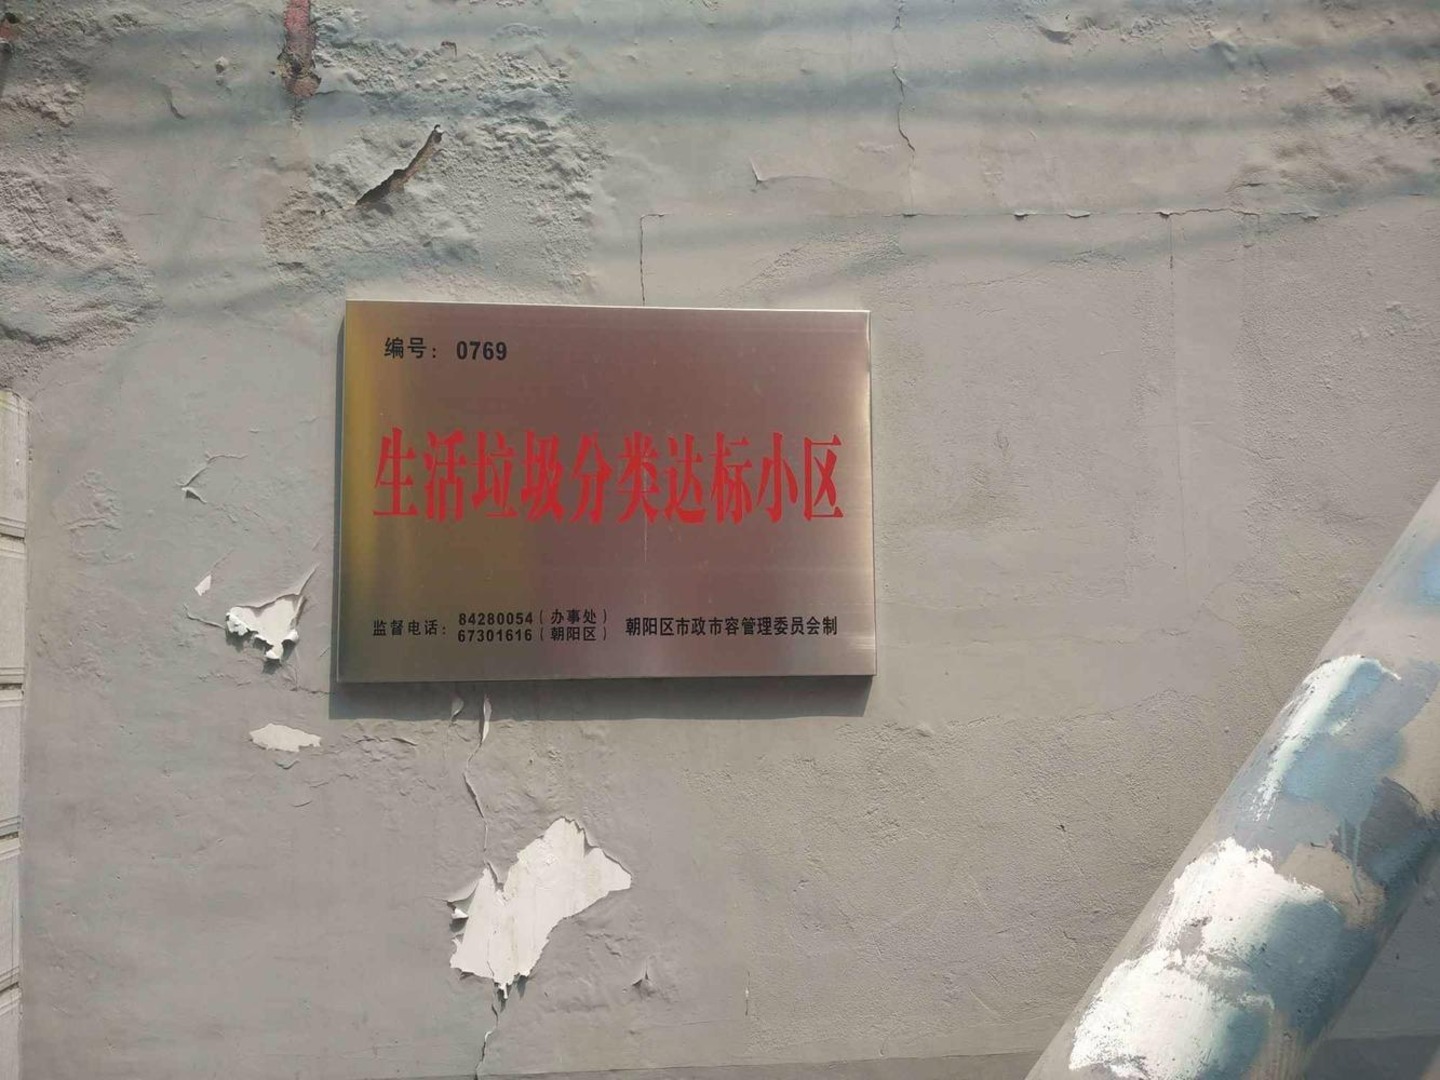 编号：0769
生活垃圾分类达标小区
监督电话：84280054（办事处）
67301616（朝阳区）
朝阳区市政市容管理委员会制